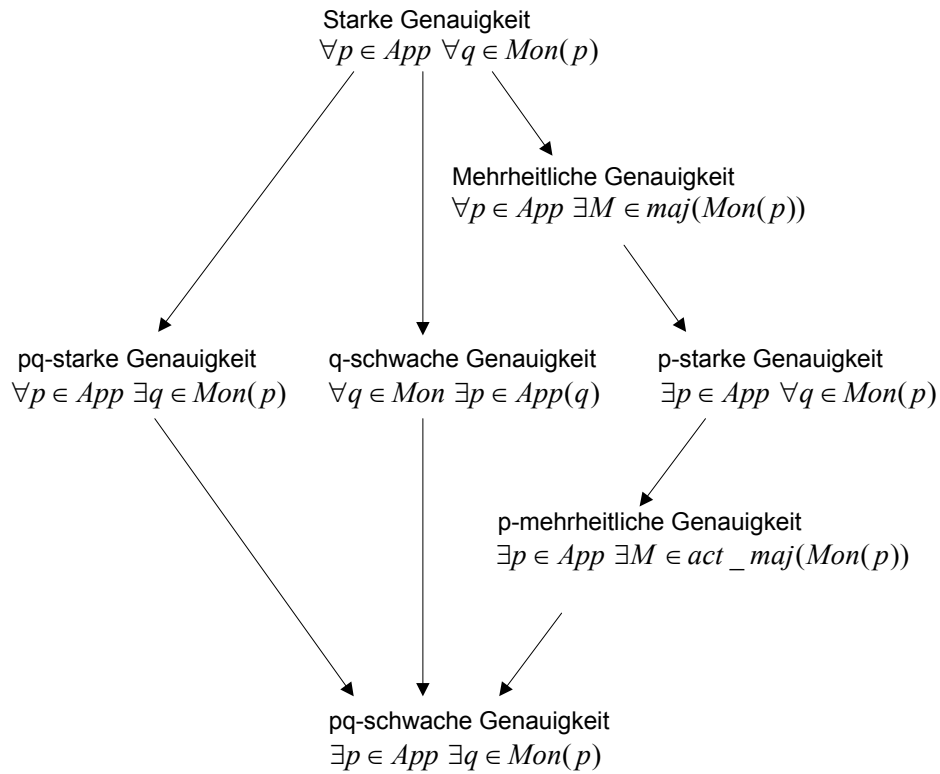 Starke Genauigkeit
∀p ∈ App ∀q ∈ Mon(p)
Mehrheitliche Genauigkeit
∀p ∈ App ∃M ∈ maj(Mon(p))
pq-starke Genauigkeit
∀p ∈ App ∃q ∈ Mon(p)
q-schwache Genauigkeit
∀q ∈ Mon ∃p ∈ App(q)
p-starke Genauigkeit
∃p ∈ App ∀q ∈ Mon(p)
p-mehrheitliche Genauigkeit
∃p ∈ App ∃M ∈ act _ maj(Mon(p))
pq-schwache Genauigkeit
∃p ∈ App ∃q ∈ Mon(p)